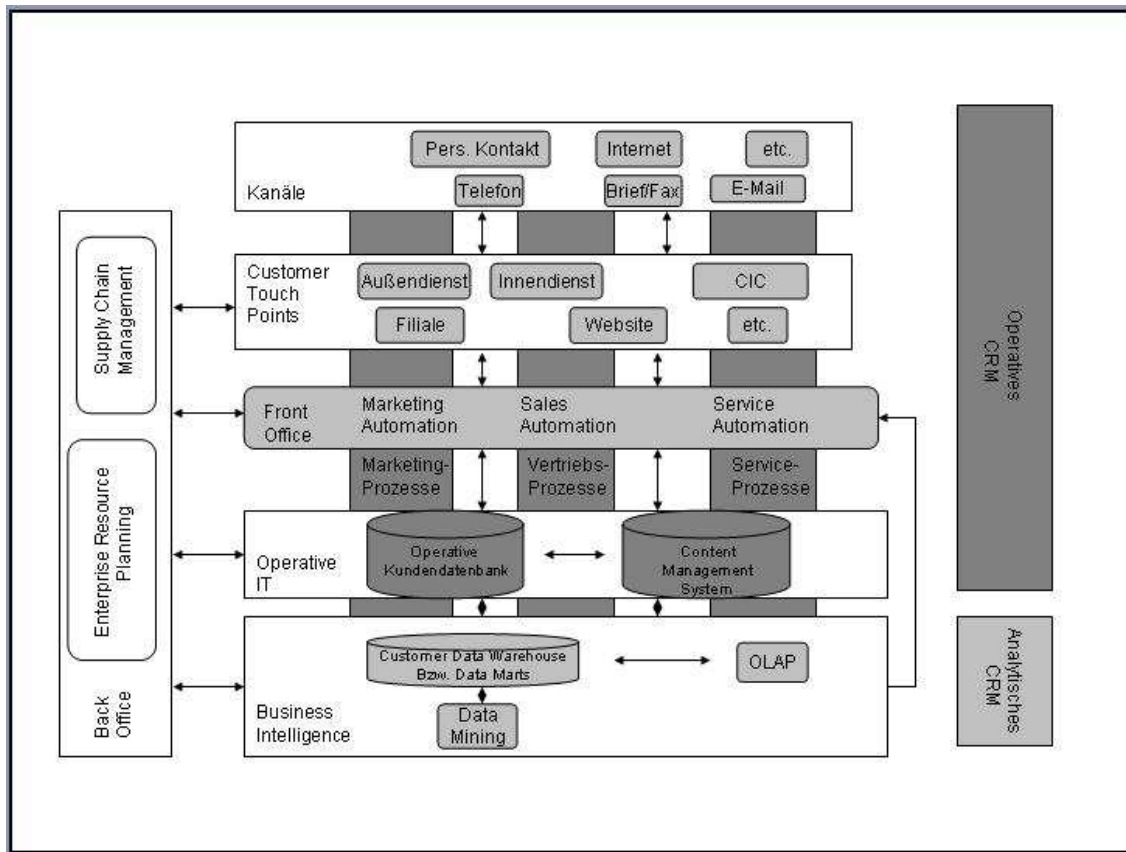 Pers. Kontakt
Internet
etc.
Kanäle
Telefon
Brief/Fax
E-Mail
Customer
Touch
Points
Außendienst
Innendienst
CIC
Filiale
Website
etc.
Front
Office
Marketing
Automation
Sales
Automation
Service
Automation
Marketing-
Prozesse
Vertriebs-
Prozesse
Service-
Prozesse
Operative
IT
Operative
Kundendatenbank
Content
Management
System
Business
Intelligence
Customer Data Warehouse
Bzw. Data Marts
OLAP
Data
Mining
Supply Chain
Management
Enterprise Resource
Planning
Back
Office
Operatives
CRM
Analytisches
CRM